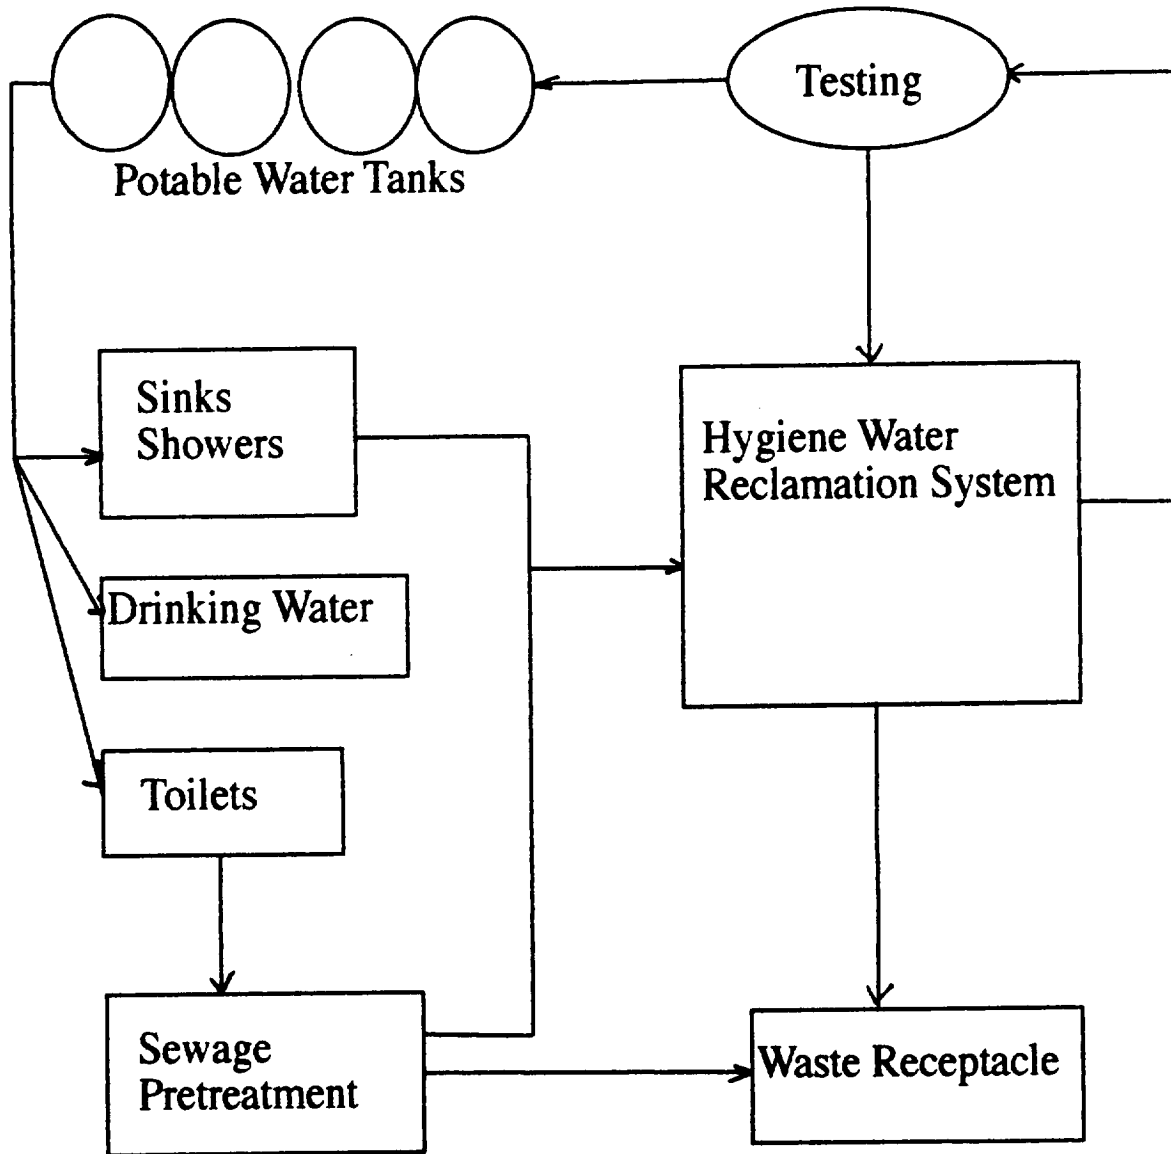 Testing
Potable Water Tanks
Sinks
Showers
Hygiene Water
Reclamation System
Drinking Water
Toilets
Sewage
Pretreatment
Waste Receptacle